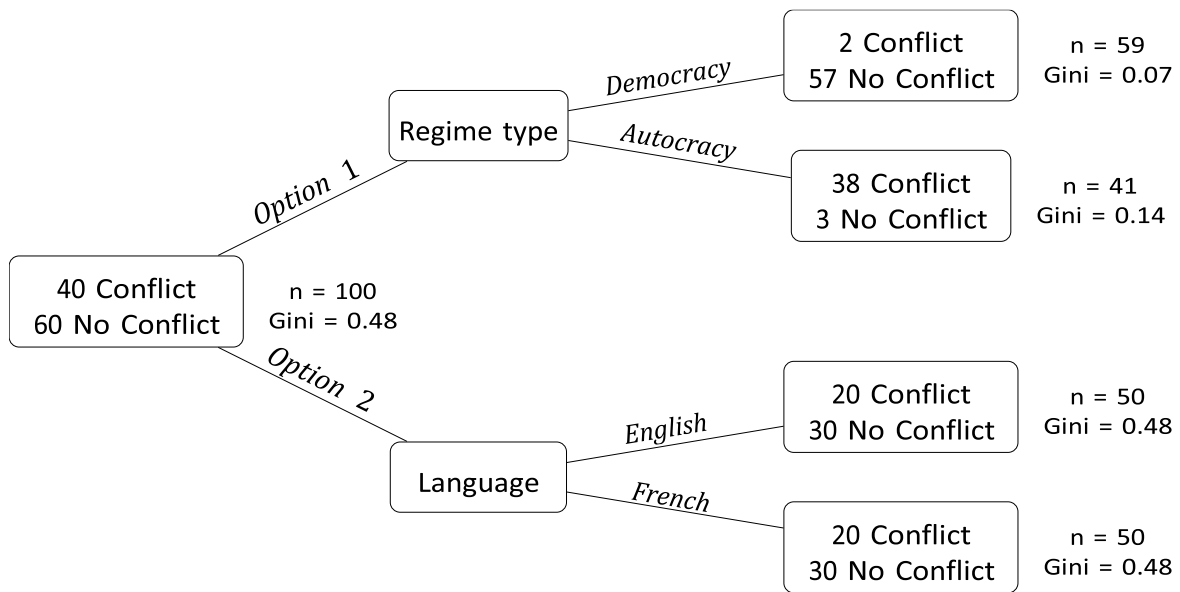 2 Conflict
57 No Conflict
n = 59
Gini = 0.07
Democracy
Regime type
Autocracy
38 Conflict
3 No Conflict
n = 41
Gini = 0.14
Option 1
40 Conflict
60 No Conflict
n = 100
Gini = 0.48
Option 2
Language
English
20 Conflict
30 No Conflict
n = 50
Gini = 0.48
French
20 Conflict
30 No Conflict
n = 50
Gini = 0.48